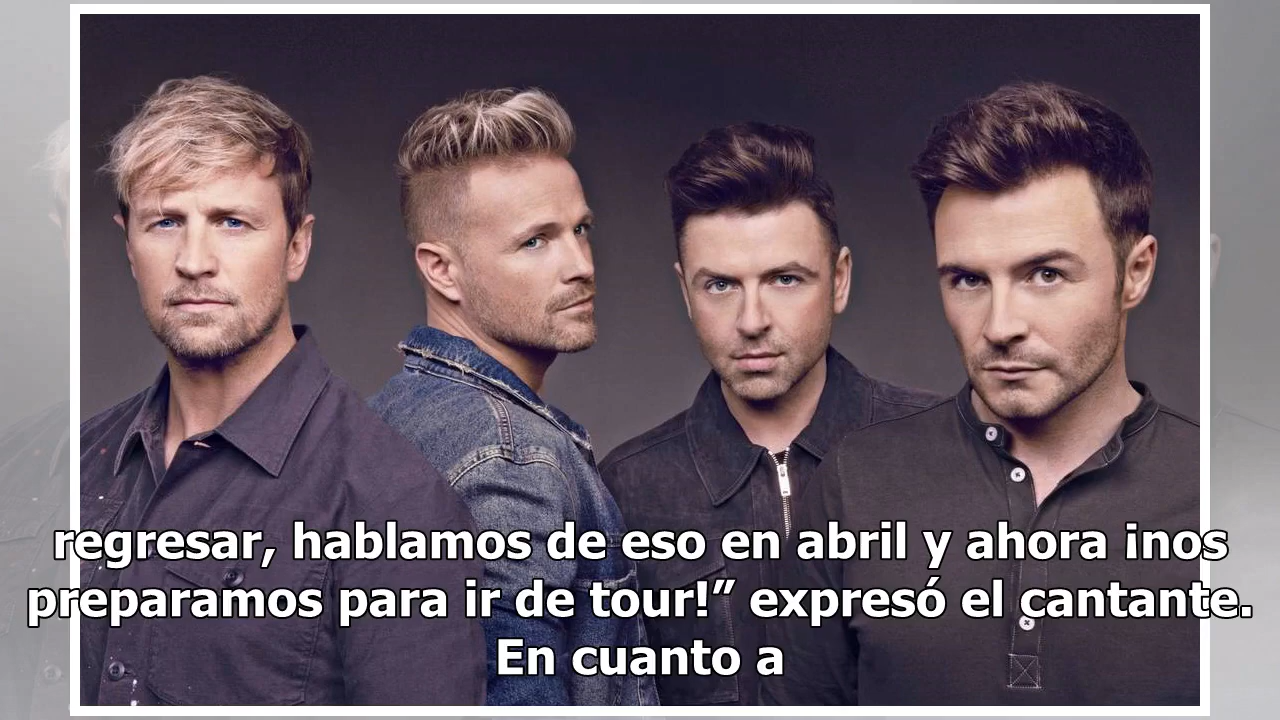 regresar, hablamos de eso en abril y ahora inos
preparamos para ir de tour!” expresó el cantante.
En cuanto a